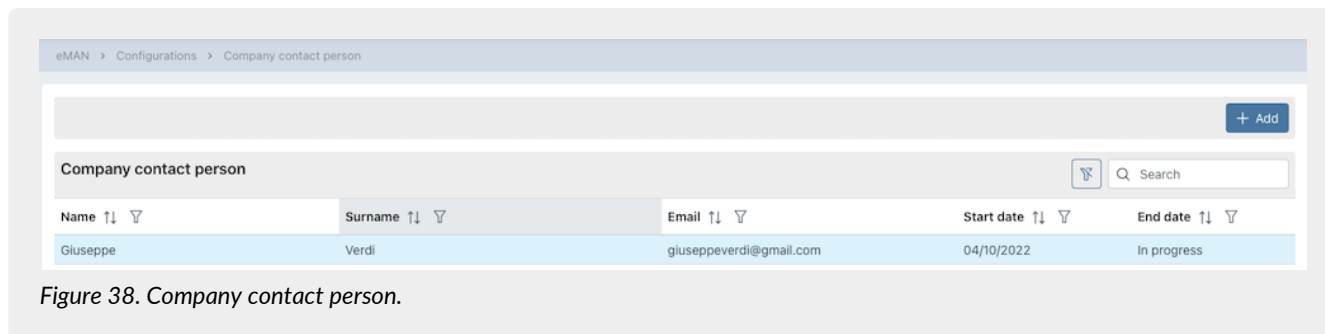 eMAN > Configurations > Company contact person
+ Add
Company contact person
Search
Name Surname Email Start date End date
Giuseppe Verdi giuseppeverdi@gmail.com 04/10/2022 In progress
Figure 38. Company contact person.